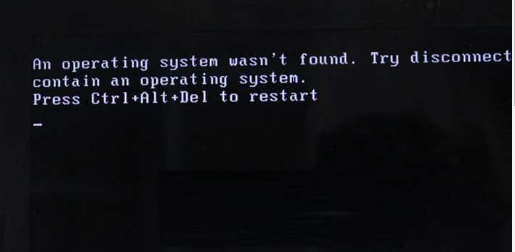 An operating system wasn't found. Try disconnect
contain an operating system.
Press Ctrl+Alt+Del to restart